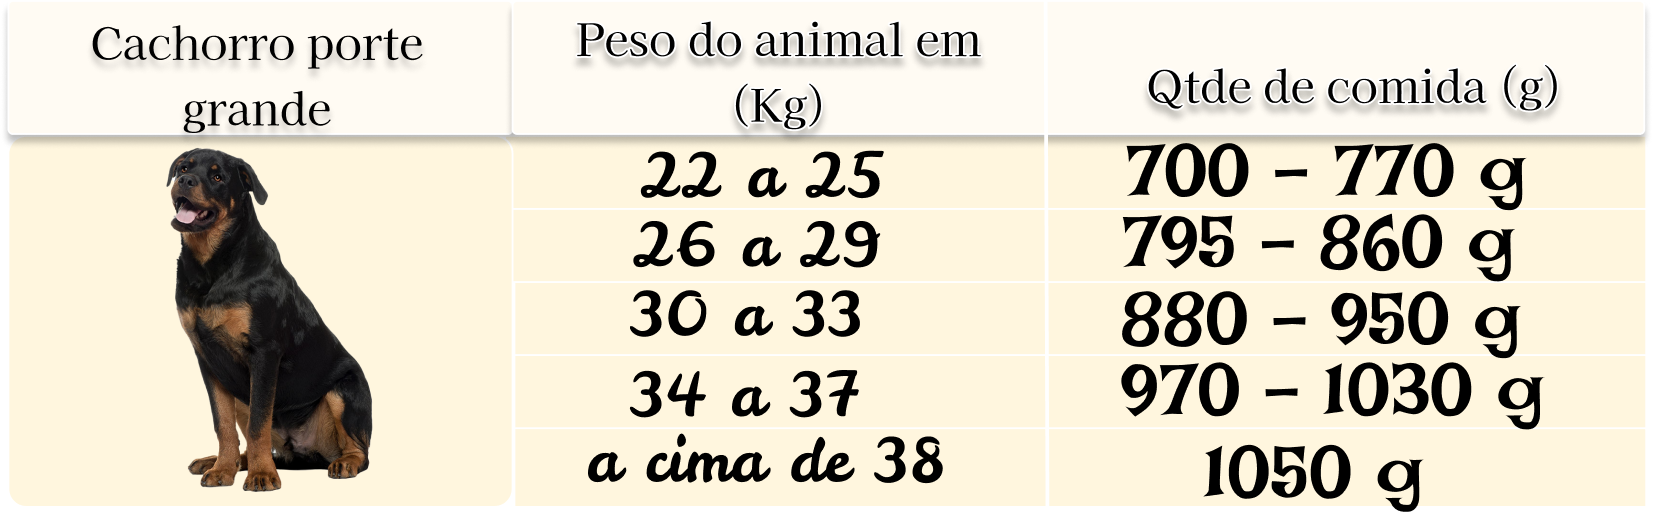 Cachorro porte
grande
Peso do animal em
(Kg)
Qtde de comida (g)
22 a 25
700 - 770 g
26 a 29
795 - 860 g
30 a 33
880 - 950 g
34 a 37
970 - 1030 g
a cima de 38
1050 g